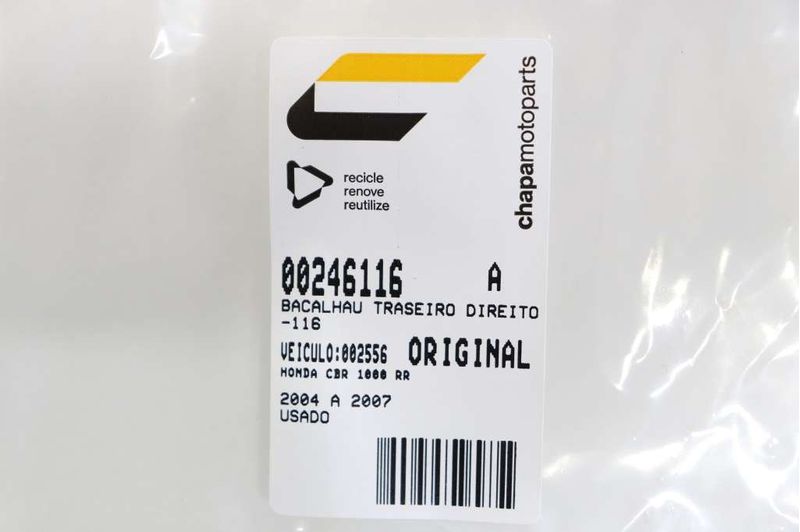 chapamotoparts
recicle
renove
reutilize
00246116 A
BACALHAU TRASEIRO DIREITO
-116
VEICULO:002556 ORIGINAL
HONDA CBR 1000 RR
2004 A 2007
USADO